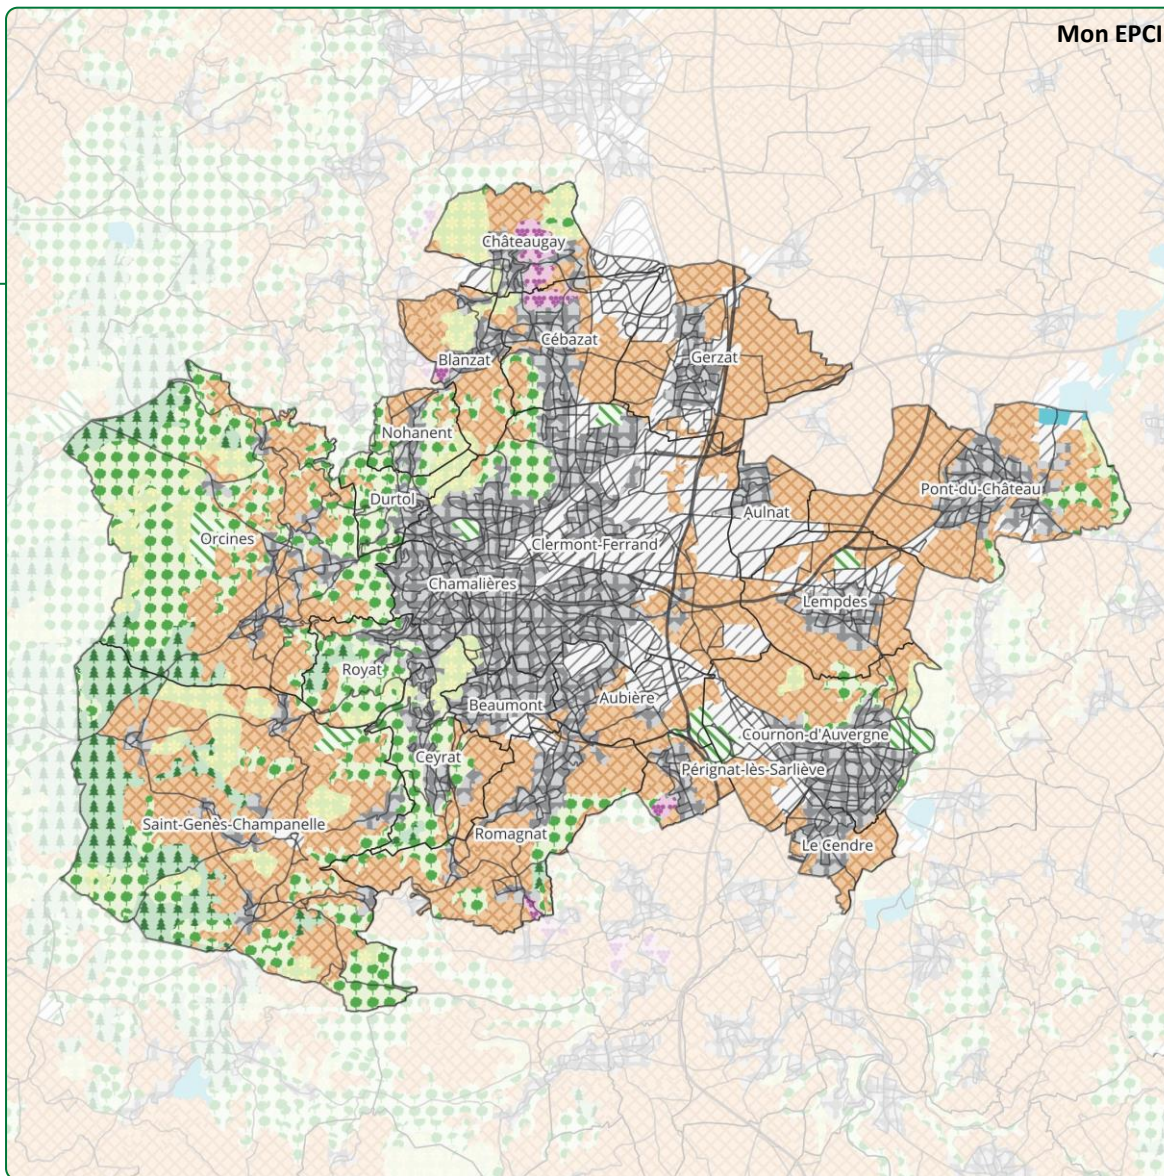 Mon EPCI
Châteaugay
Cébazat
Blanzat
Gerzat
Nohanent
Durtol
Pont-du-Château
Aulnat
Orcines
Clermont-Ferrand
Chamalières
Lempdes
Royat
Aubière
Beaumont
Cournon-d'Auvergne
Ceyrat
Pérignat-lès-Sarliève
Saint-Genès-Champanelle
Romagnat
Le Cendre